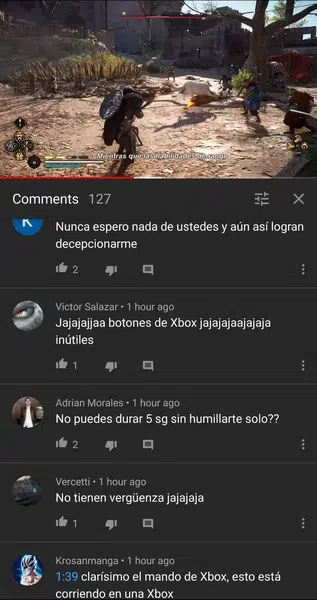 Mientras que las habilidades de rango
Comments 127
K
Nunca espero nada de ustedes y aún así logran
decepcionarme
2
Victor Salazar • 1 hour ago
Jajajajjaa botones de Xbox jajajajaajajaja
inútiles
1
Adrian Morales • 1 hour ago
No puedes durar 5 sg sin humillarte solo??
2
Vercetti • 1 hour ago
No tienen vergüenza jajajaja
1
Krosanmanga • 1 hour ago
1:39 clarísimo el mando de Xbox, esto está
corriendo en una Xbox